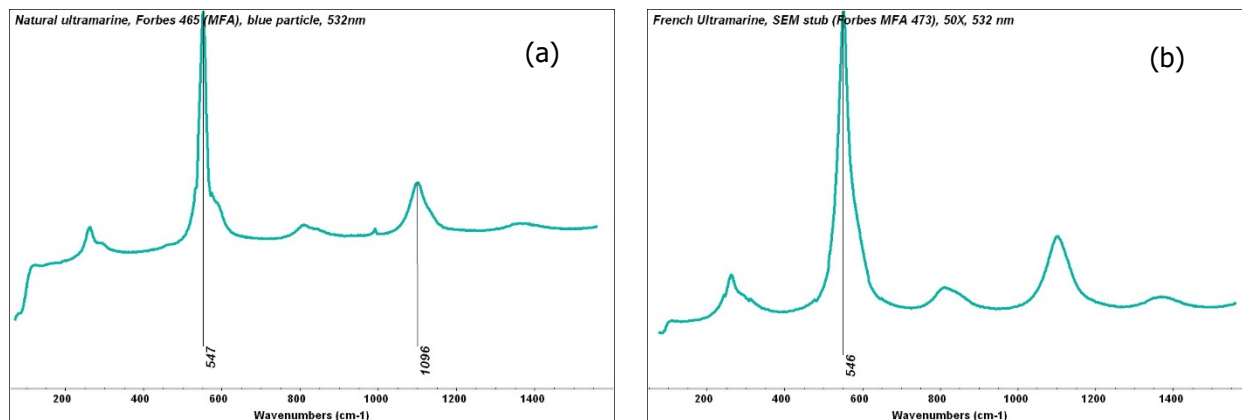 Natural ultramarine, Forbes 465 (MFA), blue particle, 532nm
(a)
547
1096
200 400 600 800 1000 1200 1400
Wavenumbers (cm-1)
French Ultramarine, SEM stub (Forbes MFA 473), 50X, 532 nm
(b)
546
200 400 600 800 1000 1200 1400
Wavenumbers (cm-1)